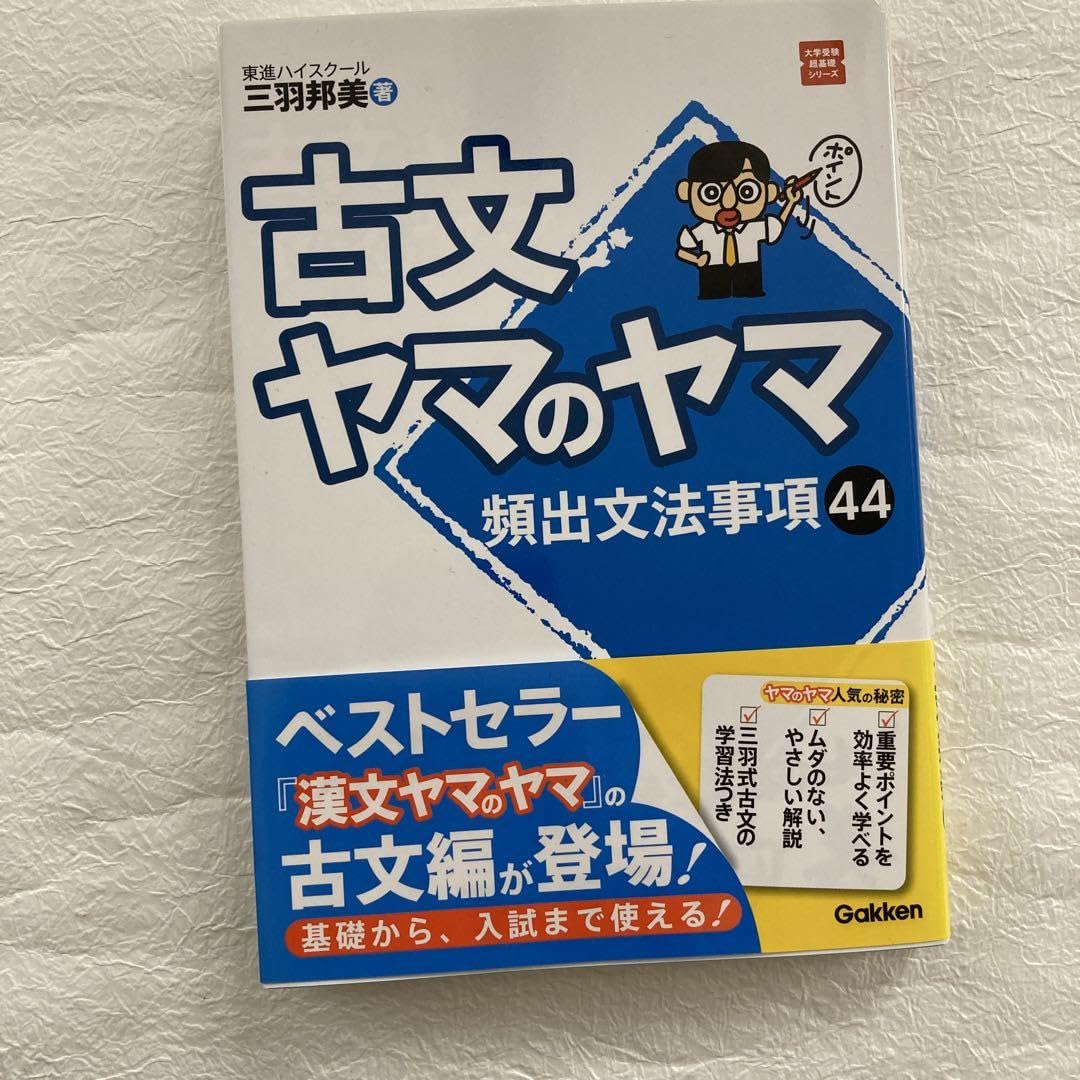 東進ハイスクール
三羽邦美 著
大学受験
超基礎
シリーズ
ポイント
古文
ヤマのヤマ
頻出文法事項44
ベストセラー
『漢文ヤマのヤマ』の
古文編が登場!
基礎から、入試まで使える!
ヤマのヤマ人気の秘密
重要ポイントを
効率よく学べる
ムダのない、
やさしい解説
三羽式古文の
学習法つき
Gakken